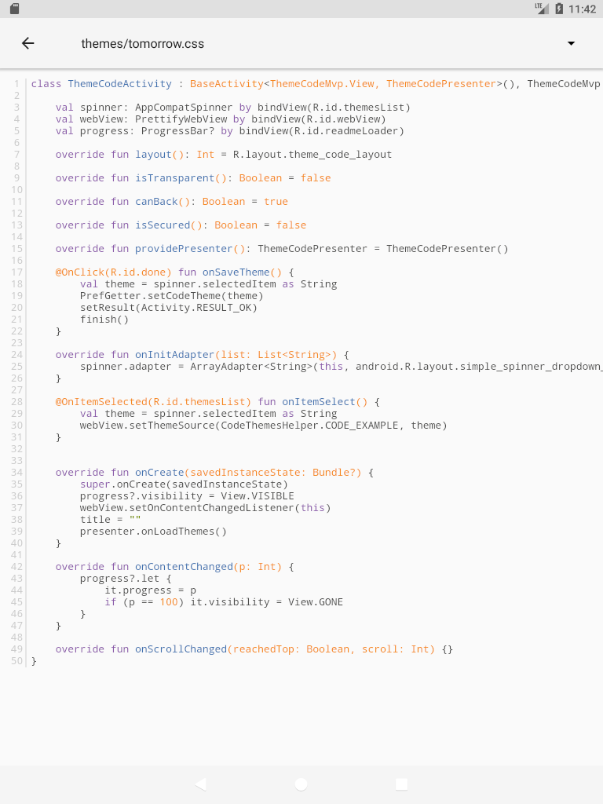 LTE 11:42
themes/tomorrow.css
1 class ThemeCodeActivity : BaseActivity<ThemeCodeMvp.View, ThemeCodePresenter>(), ThemeCodeMvp
2
3 val spinner: AppCompatSpinner by bindView(R.id.themesList)
4 val webView: PrettifyWebView by bindView(R.id.webView)
5 val progress: ProgressBar? by bindView(R.id.readmeLoader)
6
7 override fun layout(): Int = R.layout.theme_code_layout
8
9 override fun isTransparent(): Boolean = false
10
11 override fun canBack(): Boolean = true
12
13 override fun isSecured(): Boolean = false
14
15 override fun providePresenter(): ThemeCodePresenter = ThemeCodePresenter()
16
17 @OnClick(R.id.done) fun onSaveTheme() {
18 val theme = spinner.selectedItem as String
19 PrefGetter.setCodeTheme(theme)
20 setResult(Activity.RESULT_OK)
21 finish()
22 }
23
24 override fun onInitAdapter(list: List<String>) {
25 spinner.adapter = ArrayAdapter<String>(this, android.R.layout.simple_spinner_dropdown_
26 }
27
28 @OnItemSelected(R.id.themesList) fun onItemSelect() {
29 val theme = spinner.selectedItem as String
30 webView.setThemeSource(CodeThemesHelper.CODE_EXAMPLE, theme)
31 }
32
33
34 override fun onCreate(savedInstanceState: Bundle?) {
35 super.onCreate(savedInstanceState)
36 progress?.visibility = View.VISIBLE
37 webView.setOnContentChangedListener(this)
38 title = ""
39 presenter.onLoadThemes()
40 }
41
42 override fun onContentChanged(p: Int) {
43 progress?.let {
44 it.progress = p
45 if (p == 100) it.visibility = View.GONE
46 }
47 }
48
49 override fun onScrollChanged(reachedTop: Boolean, scroll: Int) {}
50 }